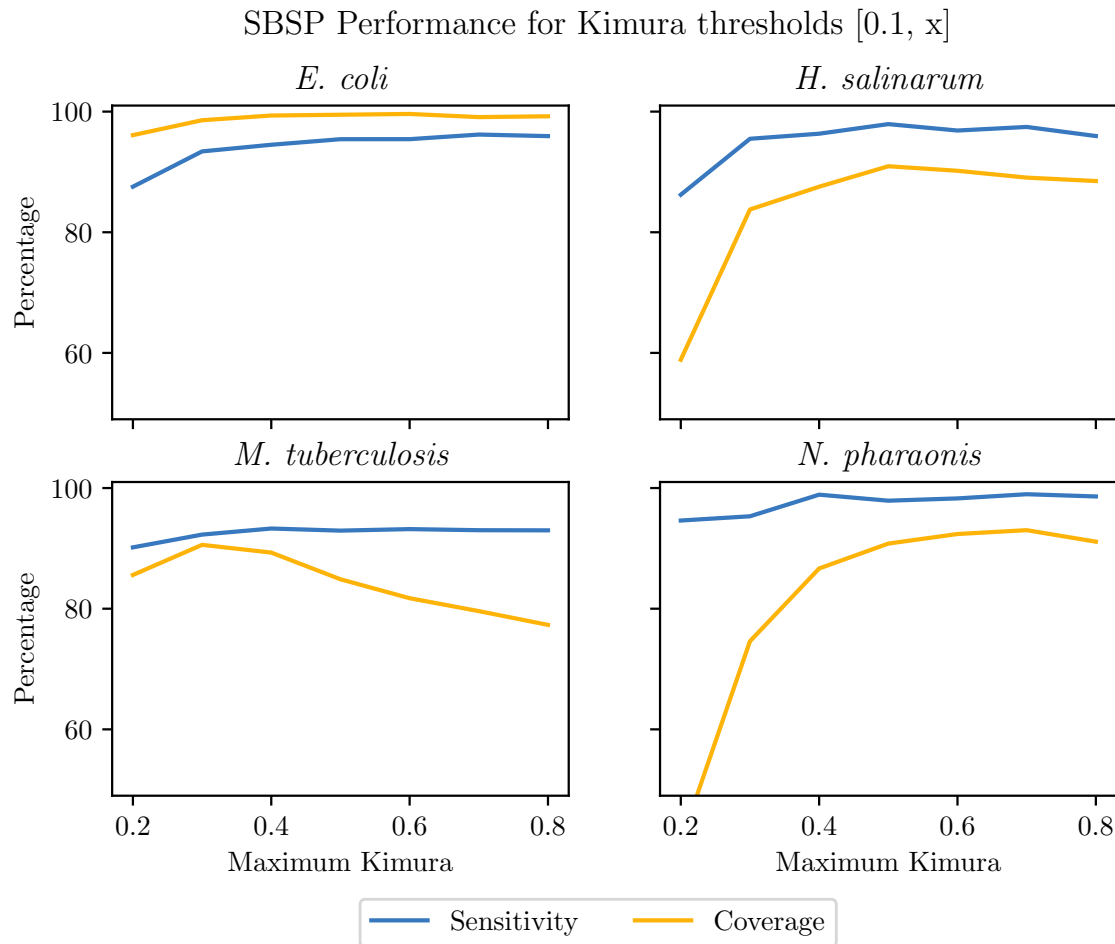 SBSP Performance for Kimura thresholds [0.1, x]
E. coli
H. salinarum
100
80
60
Percentage
M. tuberculosis
N. pharaonis
100
80
60
Percentage
0.2 0.4 0.6 0.8
0.2 0.4 0.6 0.8
Maximum Kimura
Maximum Kimura
Sensitivity
Coverage